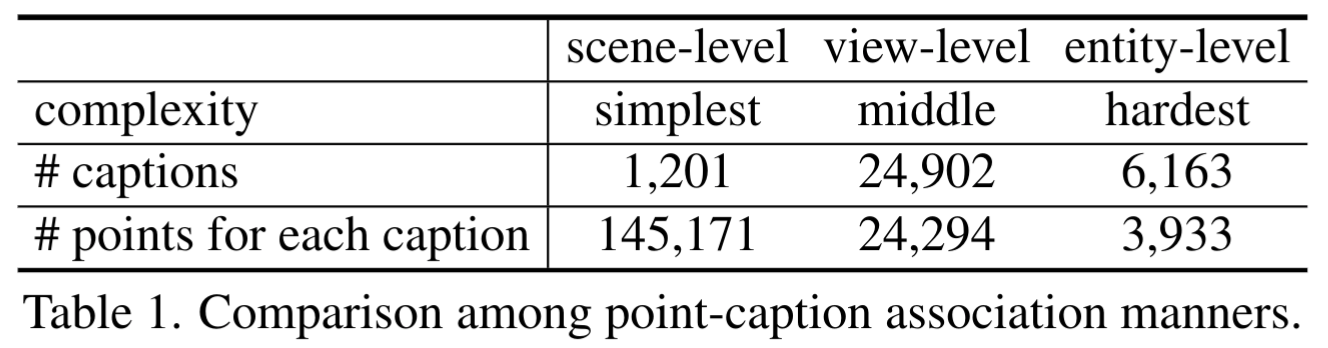 scene-level view-level entity-level
complexity simplest middle hardest
# captions 1,201 24,902 6,163
# points for each caption 145,171 24,294 3,933
Table 1. Comparison among point-caption association manners.